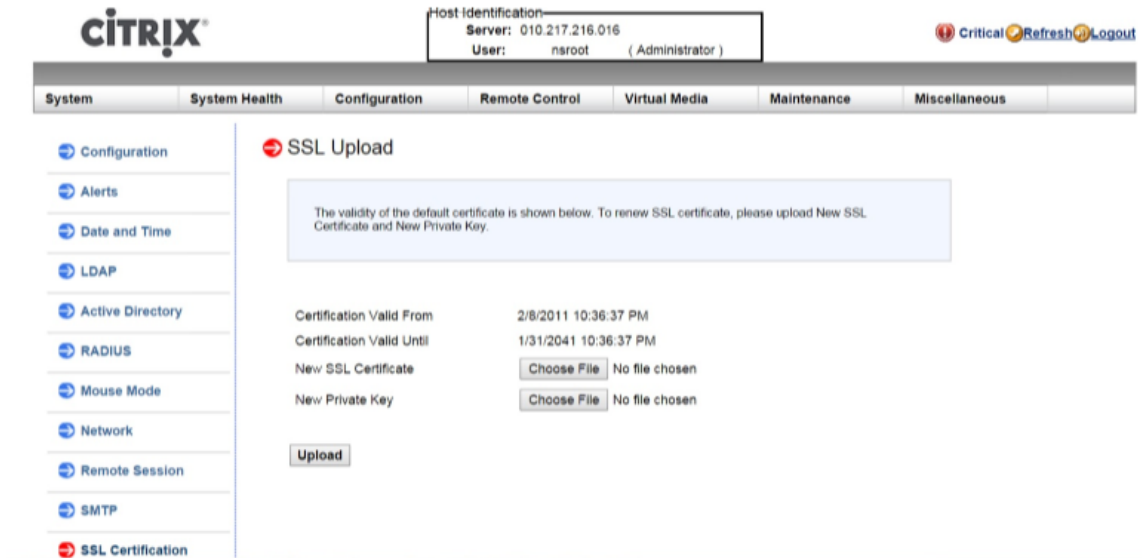 CİTRIX
Host Identification
Server: 010.217.216.016
User: nsroot ( Administrator )
Critical Refresh Logout
System System Health Configuration Remote Control Virtual Media Maintenance Miscellaneous
Configuration
Alerts
Date and Time
LDAP
Active Directory
RADIUS
Mouse Mode
Network
Remote Session
SMTP
SSL Certification
SSL Upload
The validity of the default certificate is shown below. To renew SSL certificate, please upload New SSL
Certificate and New Private Key.
Certification Valid From 2/8/2011 10:36:37 PM
Certification Valid Until 1/31/2041 10:36:37 PM
New SSL Certificate Choose File No file chosen
New Private Key Choose File No file chosen
Upload